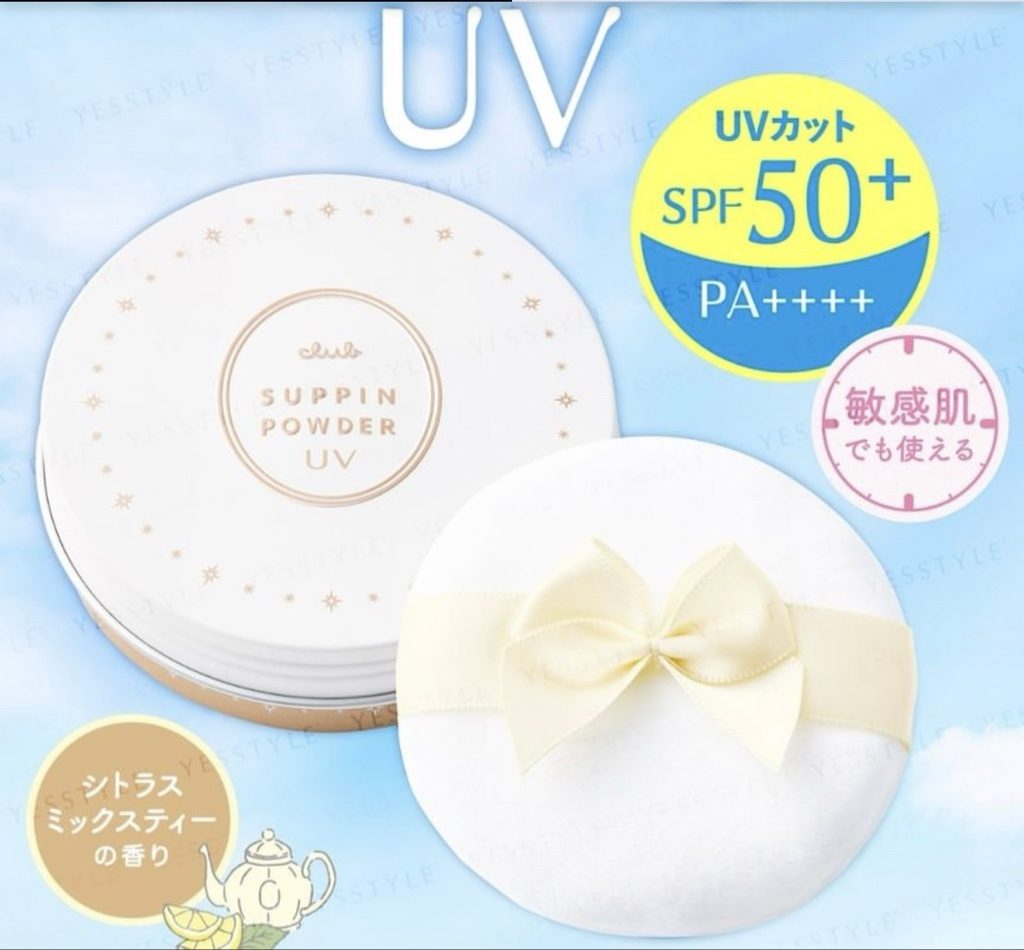 UV
UVカット
SPF50+
PA++++
敏感肌
でも使える
club
SUPPIN
POWDER
UV
シトラス
ミックスティー
の香り
YESSTYLE